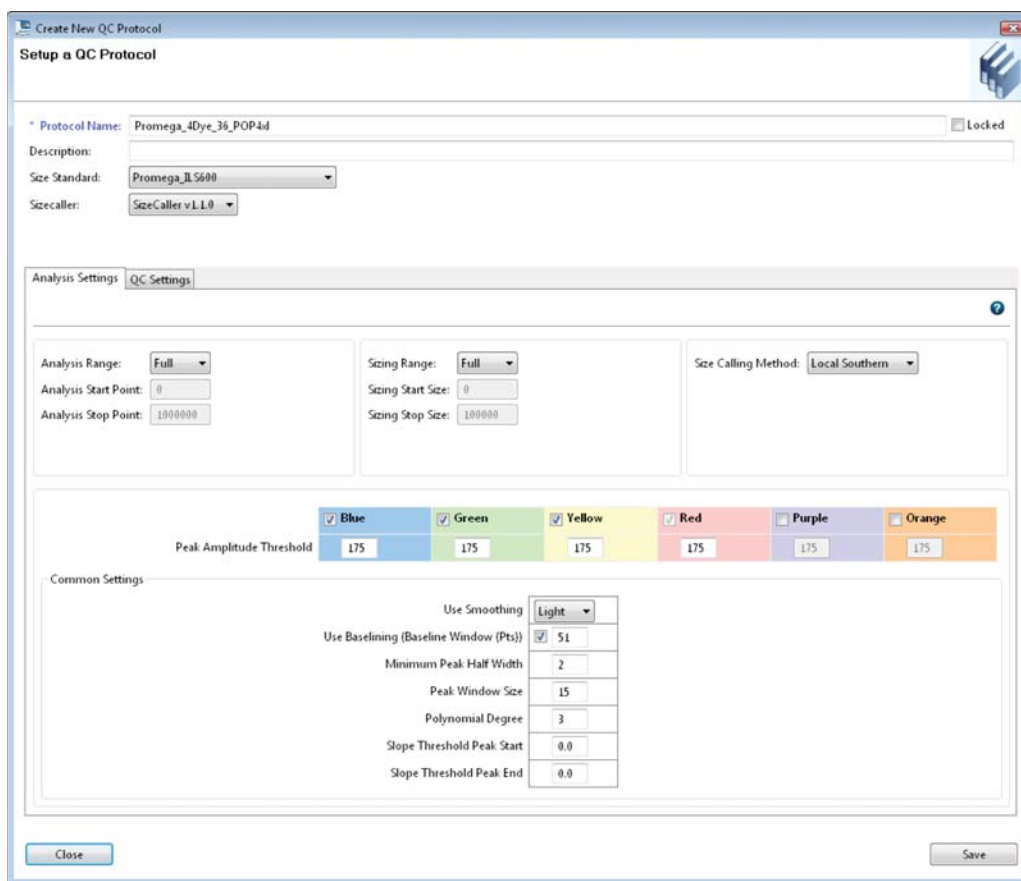 Create New QC Protocol
Setup a QC Protocol
* Protocol Name: Promega_4Dye_36_POP4xl Locked
Description:
Size Standard: Promega_ILS600
Sizecaller: SizeCaller v1.1.0
Analysis Settings QC Settings
Analysis Range: Full Sizing Range: Full Size Calling Method: Local Southern
Analysis Start Point: 0 Sizing Start Size: 0
Analysis Stop Point: 1000000 Sizing Stop Size: 100000
Blue Green Yellow Red Purple Orange
Peak Amplitude Threshold 175 175 175 175 175 175
Common Settings
Use Smoothing Light
Use Baselining (Baseline Window (Pts)) 51
Minimum Peak Half Width 2
Peak Window Size 15
Polynomial Degree 3
Slope Threshold Peak Start 0.0
Slope Threshold Peak End 0.0
Close Save